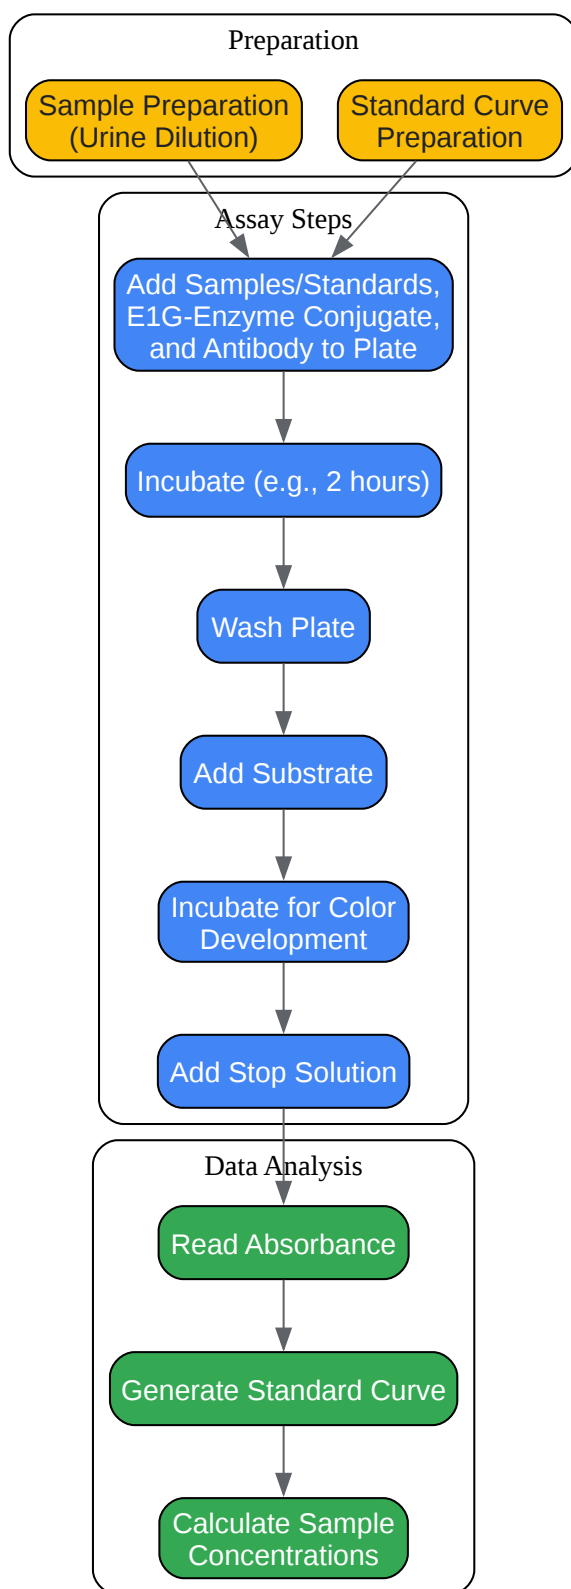 Preparation
Sample Preparation
(Urine Dilution)
Standard Curve
Preparation
Assay Steps
Add Samples/Standards,
E1G-Enzyme Conjugate,
and Antibody to Plate
Incubate (e.g., 2 hours)
Wash Plate
Add Substrate
Incubate for Color
Development
Add Stop Solution
Data Analysis
Read Absorbance
Generate Standard Curve
Calculate Sample
Concentrations